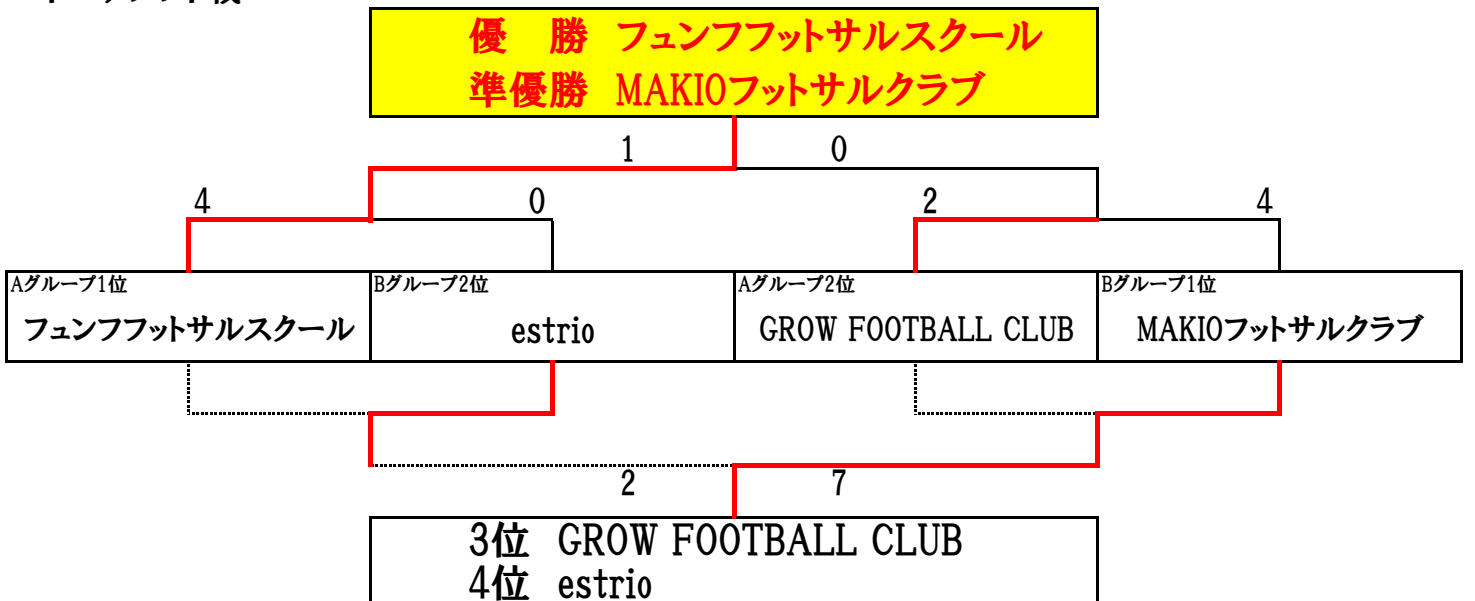 優　勝 フュンフフットサルスクール
準優勝 MAKIOフットサルクラブ
1 0
4 0 2 4
Aグループ1位 Bグループ2位 Aグループ2位 Bグループ1位
フュンフフットサルスクール estrio GROW FOOTBALL CLUB MAKIOフットサルクラブ
2 7
3位 GROW FOOTBALL CLUB
4位 estrio